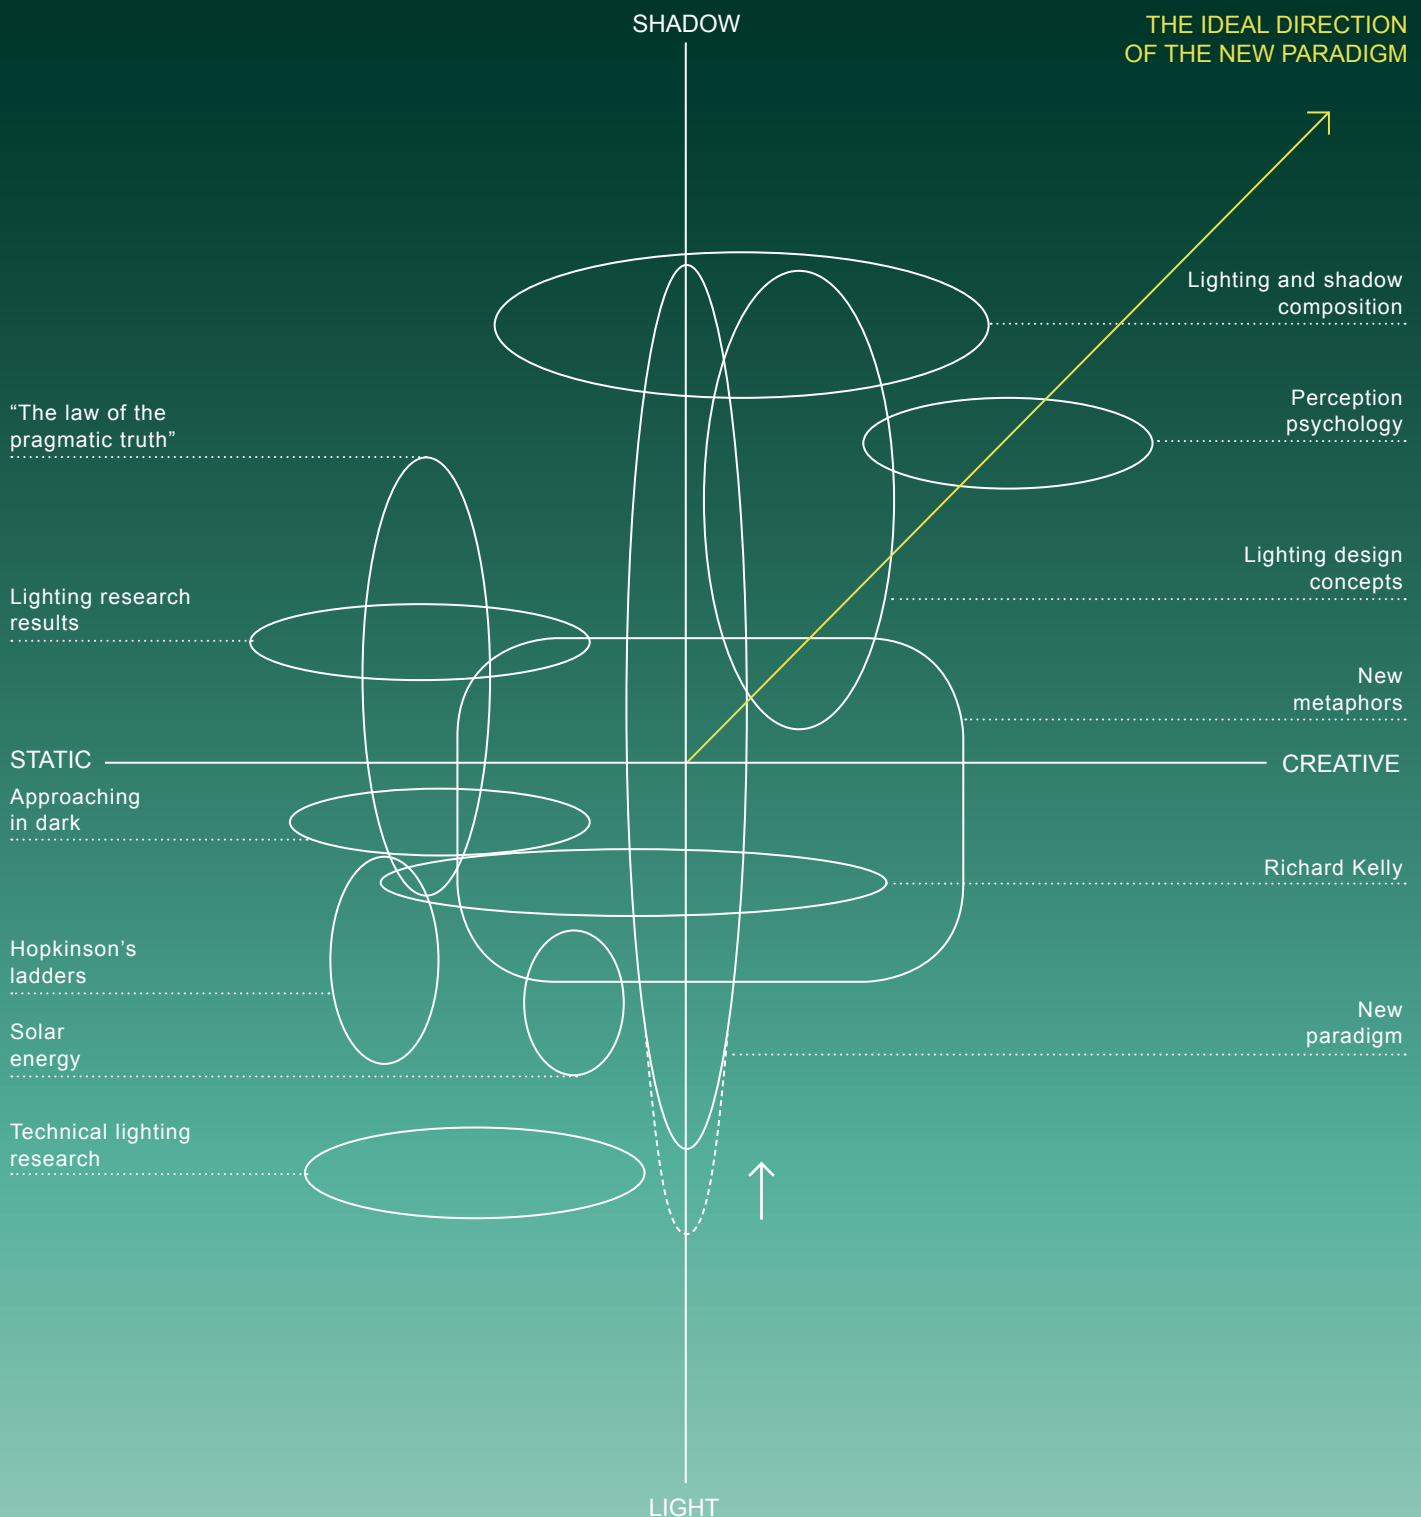 SHADOW
THE IDEAL DIRECTION
OF THE NEW PARADIGM
Lighting and shadow
composition
Perception
psychology
“The law of the
pragmatic truth”
Lighting design
concepts
Lighting research
results
New
metaphors
STATIC
CREATIVE
Approaching
in dark
Richard Kelly
Hopkinson’s
ladders
New
paradigm
Solar
energy
Technical lighting
research
LIGHT